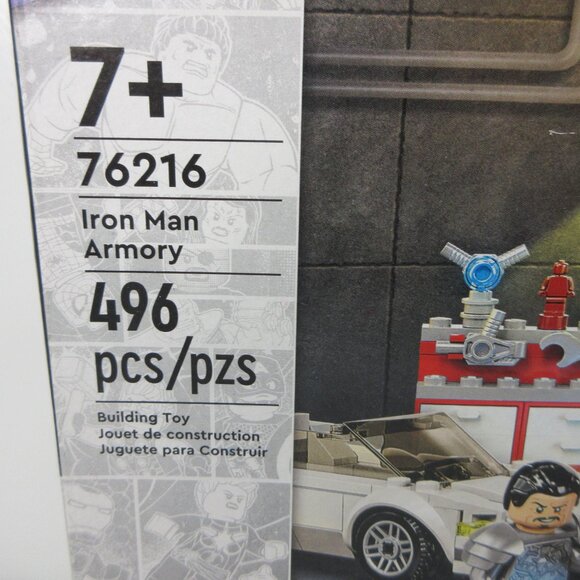 7+
76216
Iron Man
Armory
496
pcs/pzs
Building Toy
Jouet de construction
Juguete para Construir